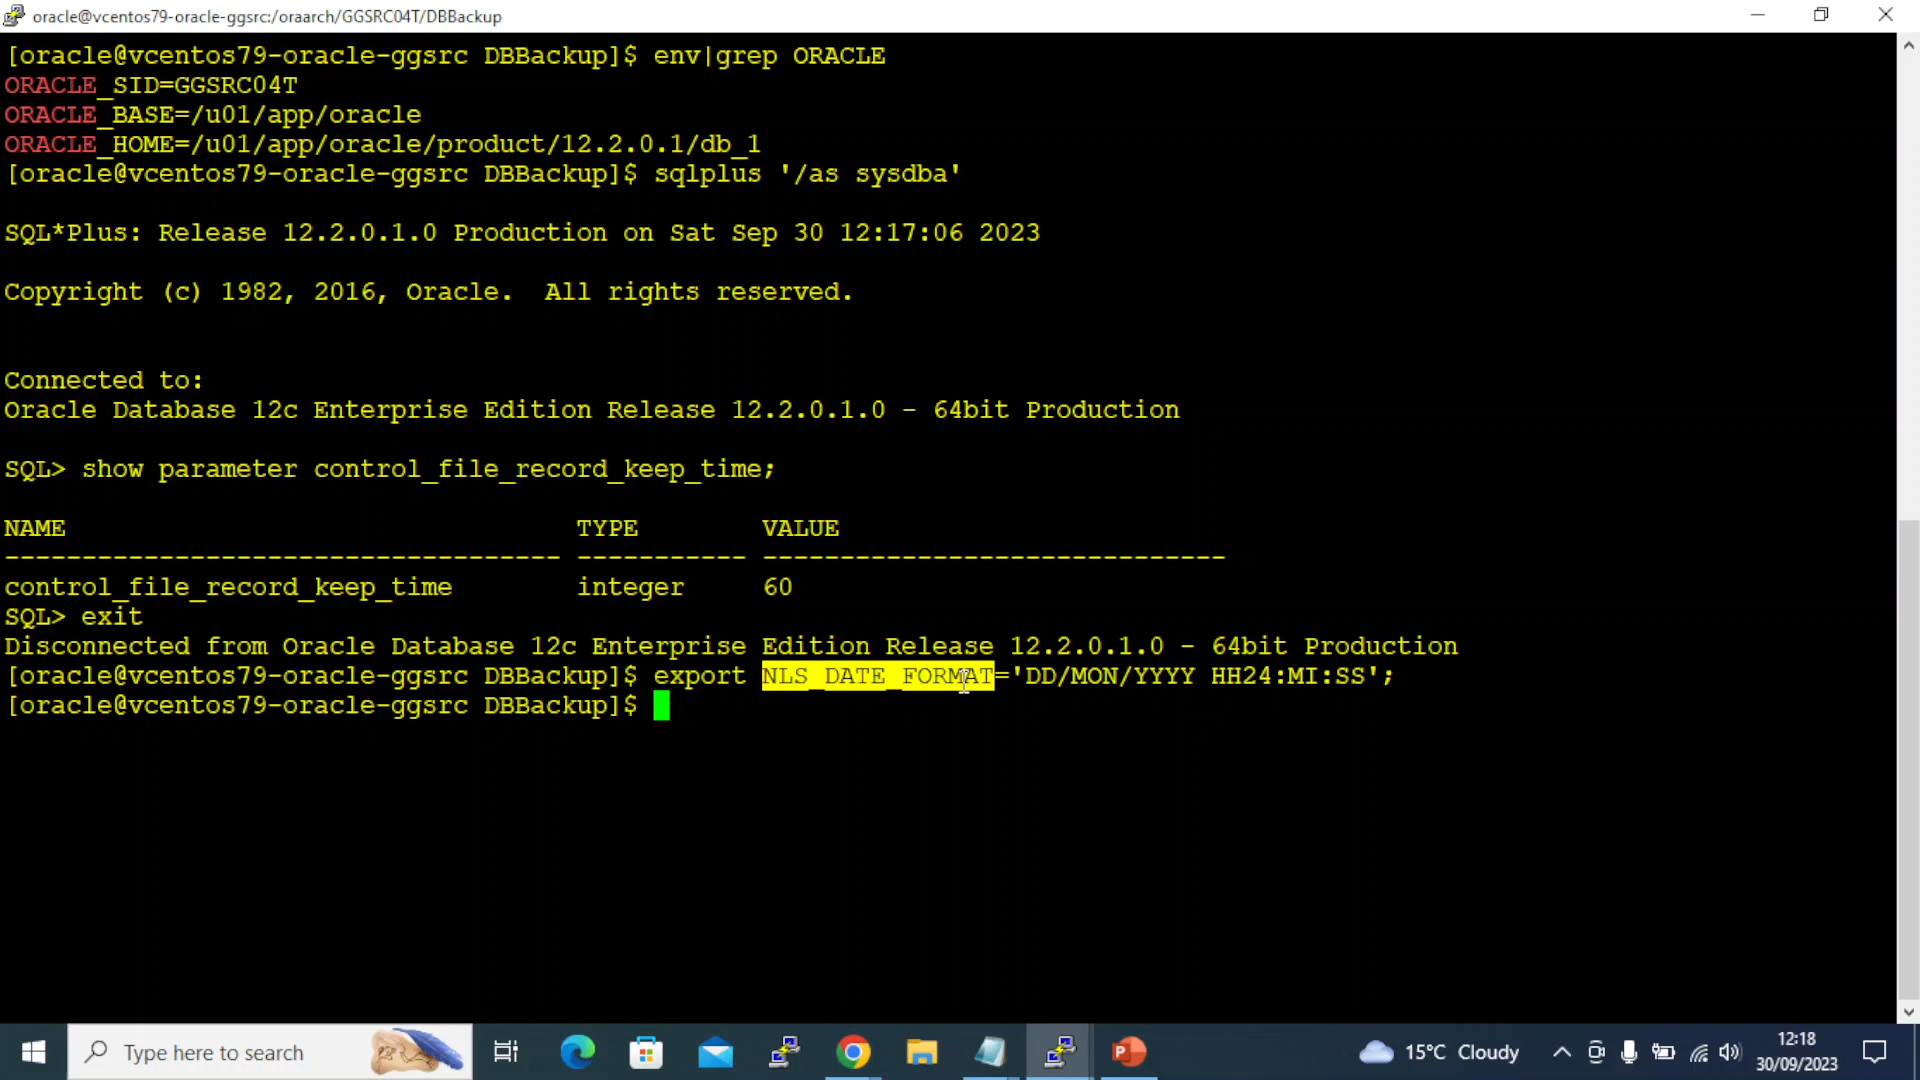 oracle@vcentos79-oracle-ggsrc:/oraarch/GGSRC04T/DBBackup
[oracle@vcentos79-oracle-ggsrc DBBackup]$ env|grep ORACLE
ORACLE_SID=GGSRC04T
ORACLE_BASE=/u01/app/oracle
ORACLE_HOME=/u01/app/oracle/product/12.2.0.1/db_1
[oracle@vcentos79-oracle-ggsrc DBBackup]$ sqlplus '/as sysdba'
SQL*Plus: Release 12.2.0.1.0 Production on Sat Sep 30 12:17:06 2023
Copyright (c) 1982, 2016, Oracle.  All rights reserved.
Connected to:
Oracle Database 12c Enterprise Edition Release 12.2.0.1.0 - 64bit Production
SQL> show parameter control_file_record_keep_time;
NAME                                 TYPE        VALUE
------------------------------------ ----------- ------------------------------
control_file_record_keep_time        integer     60
SQL> exit
Disconnected from Oracle Database 12c Enterprise Edition Release 12.2.0.1.0 - 64bit Production
[oracle@vcentos79-oracle-ggsrc DBBackup]$ export NLS_DATE_FORMAT='DD/MON/YYYY HH24:MI:SS';
[oracle@vcentos79-oracle-ggsrc DBBackup]$
Type here to search
15°C Cloudy
12:18
30/09/2023